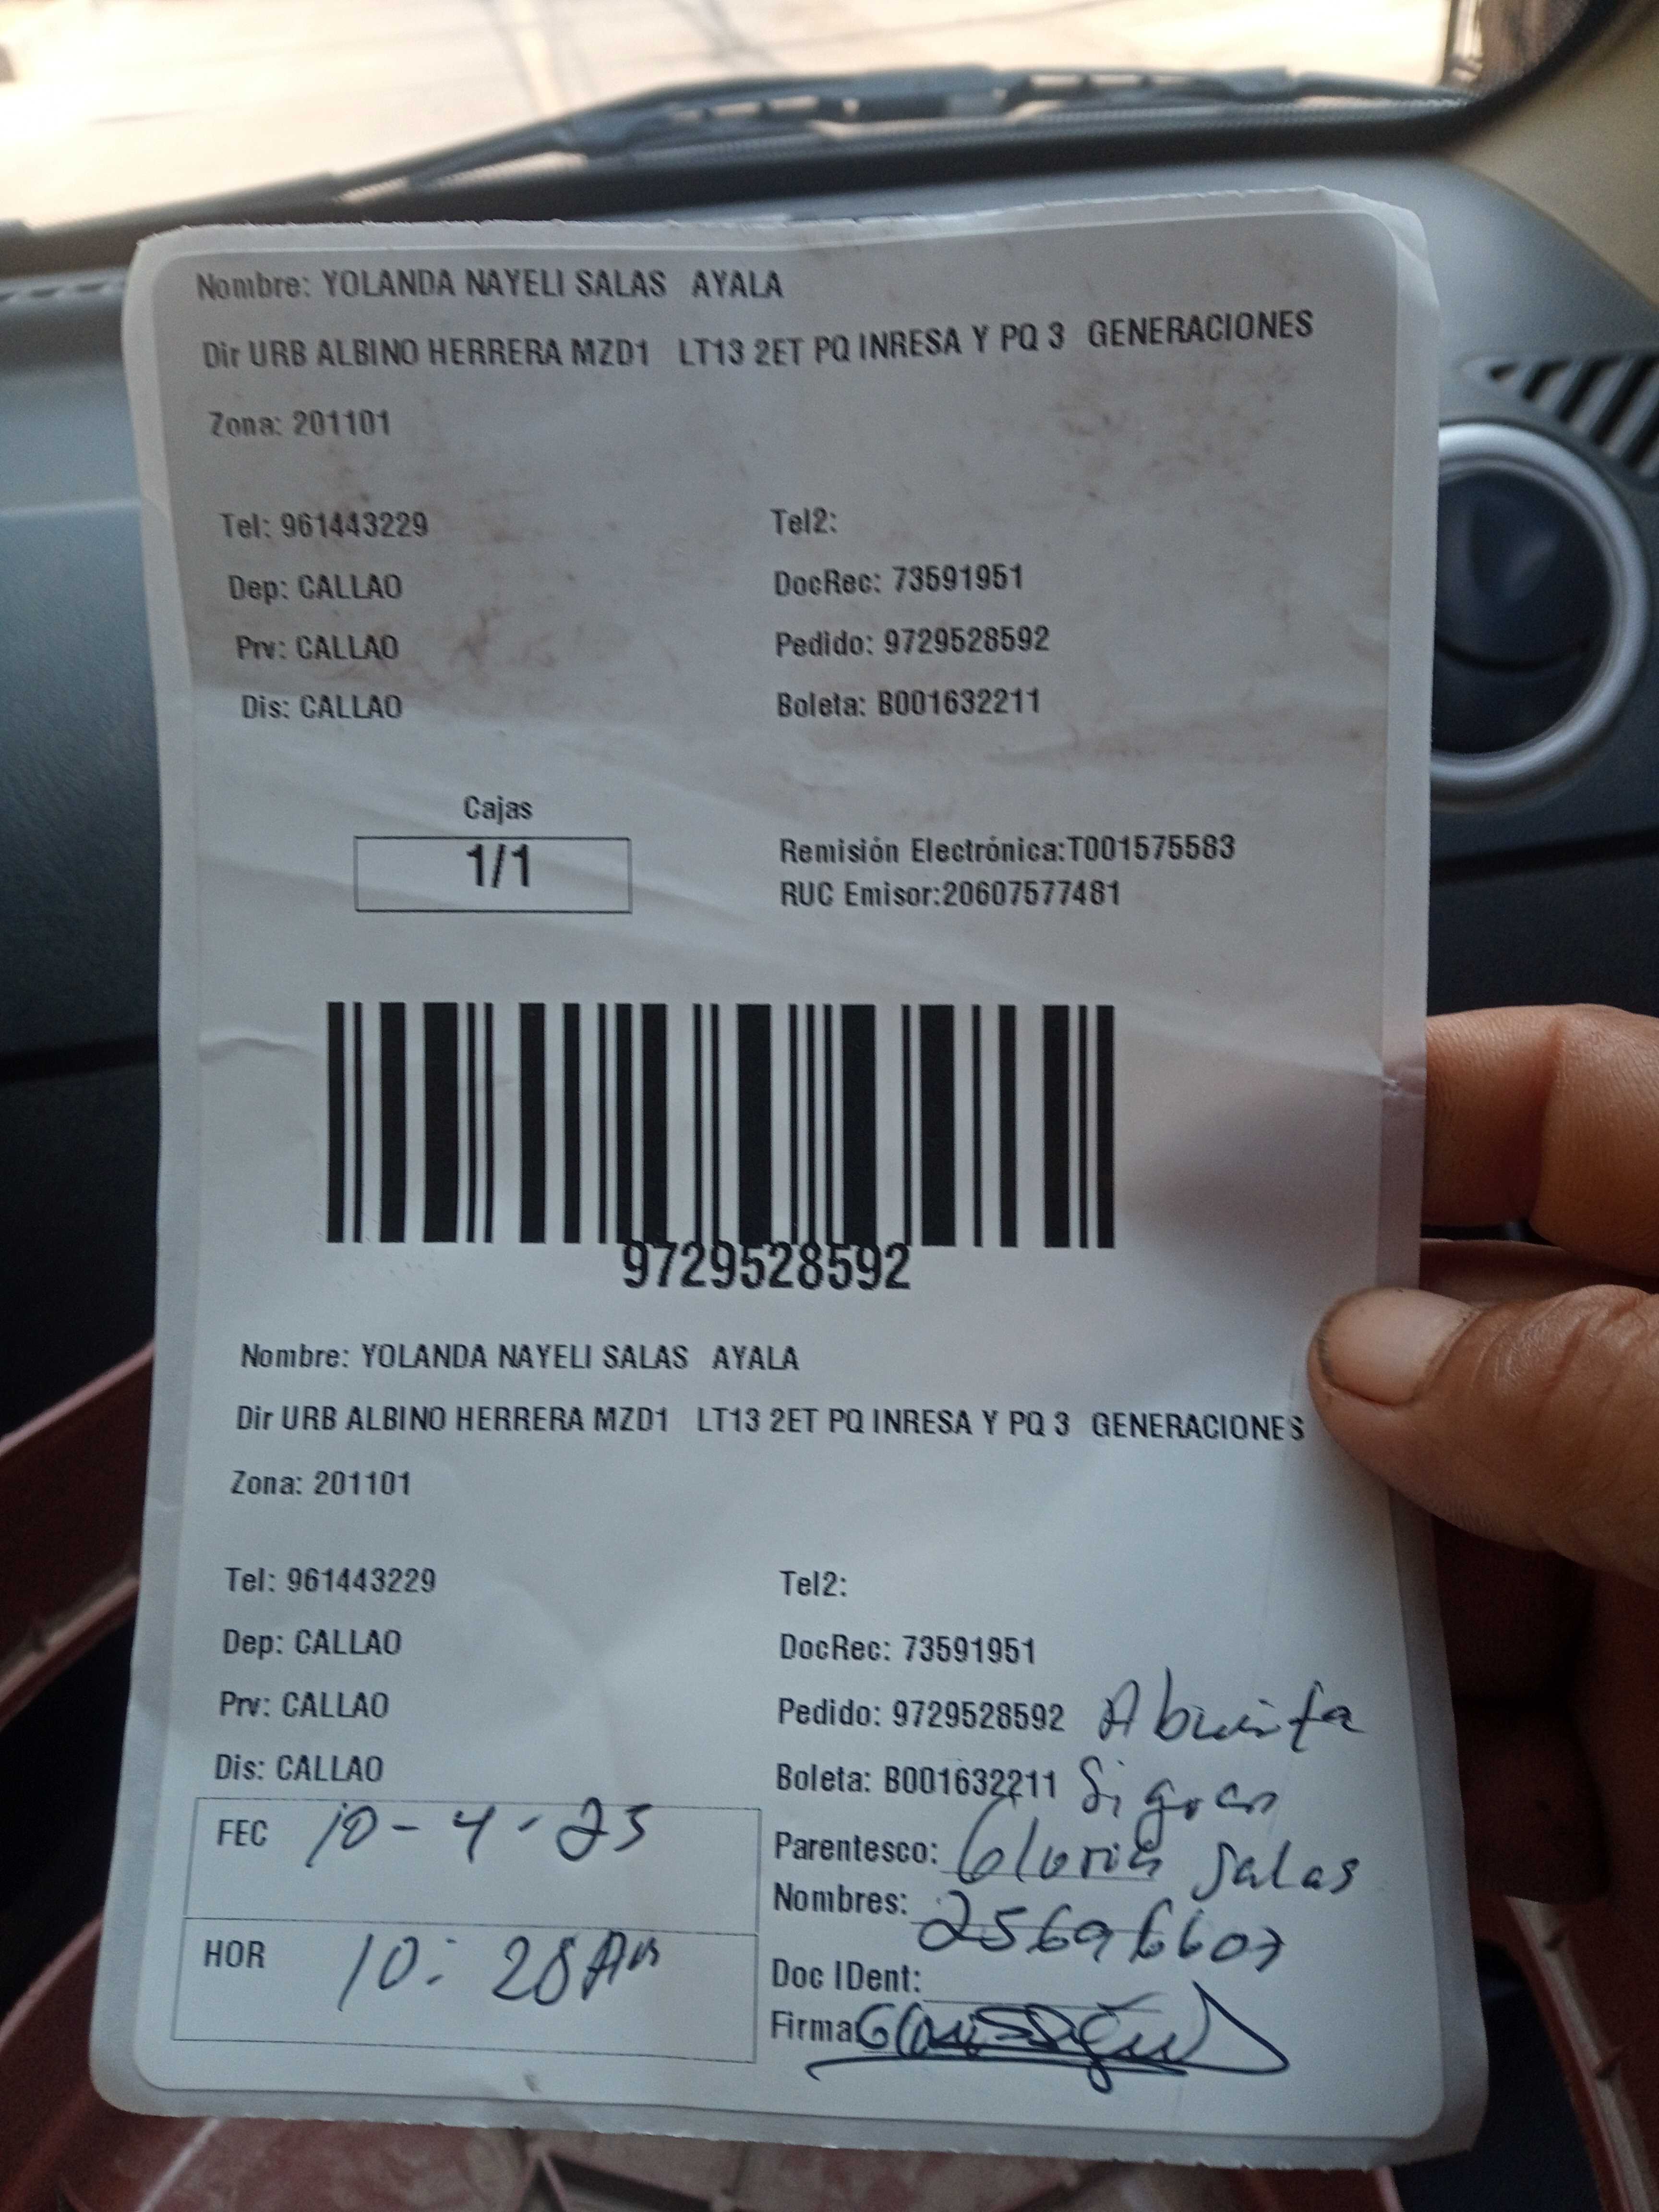 Nombre: YOLANDA NAYELI SALAS AYALA
Dir URB ALBINO HERRERA MZD1 LT13 2ET PQ INRESA Y PQ 3 GENERACIONES
Zona: 201101
Tel: 961443229 Tel2:
Dep: CALLAO DocRec: 73591951
Prv: CALLAO Pedido: 9729528592
Dis: CALLAO Boleta: B001632211
Cajas
1/1
Remisión Electrónica:T001575583
RUC Emisor:20607577481
9729528592
Nombre: YOLANDA NAYELI SALAS AYALA
Dir URB ALBINO HERRERA MZD1 LT13 2ET PQ INRESA Y PQ 3 GENERACIONES
Zona: 201101
Tel: 961443229 Tel2:
Dep: CALLAO DocRec: 73591951
Prv: CALLAO Pedido: 9729528592
Dis: CALLAO Boleta: B001632211
FEC 10-4-25 Parentesco: Gloria Salas
Nombres: 25696607
HOR 10:28 Am Doc IDent:
Firma